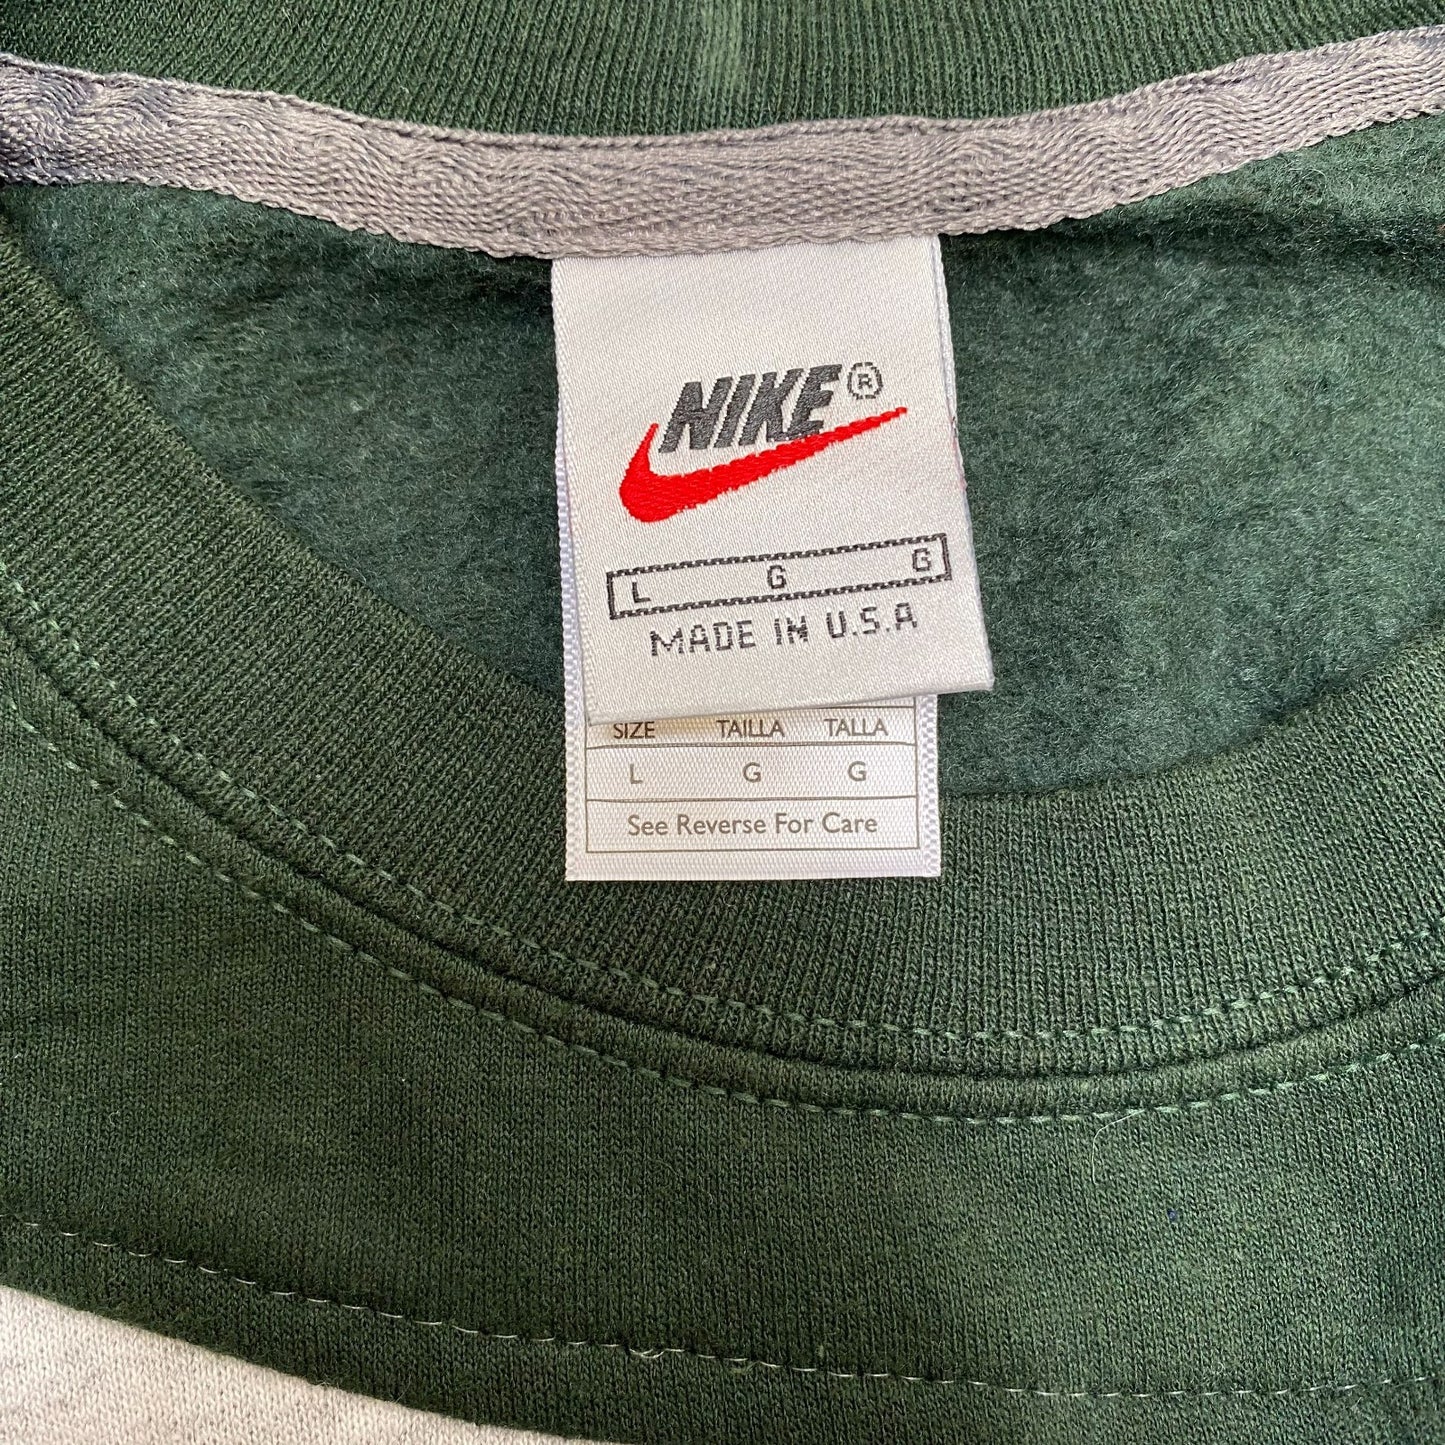 NIKE®
L G G
MADE IN U.S.A
SIZE TAILLA TALLA
L G G
See Reverse For Care